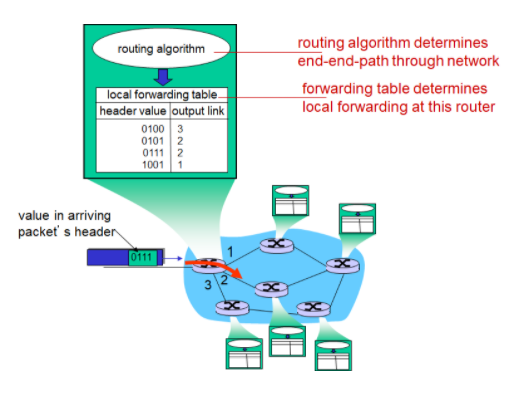 routing algorithm
routing algorithm determines
end-end-path through network
local forwarding table
forwarding table determines
local forwarding at this router
header value output link
0100 3
0101 2
0111 2
1001 1
value in arriving
packet's header
0111
1
2
3